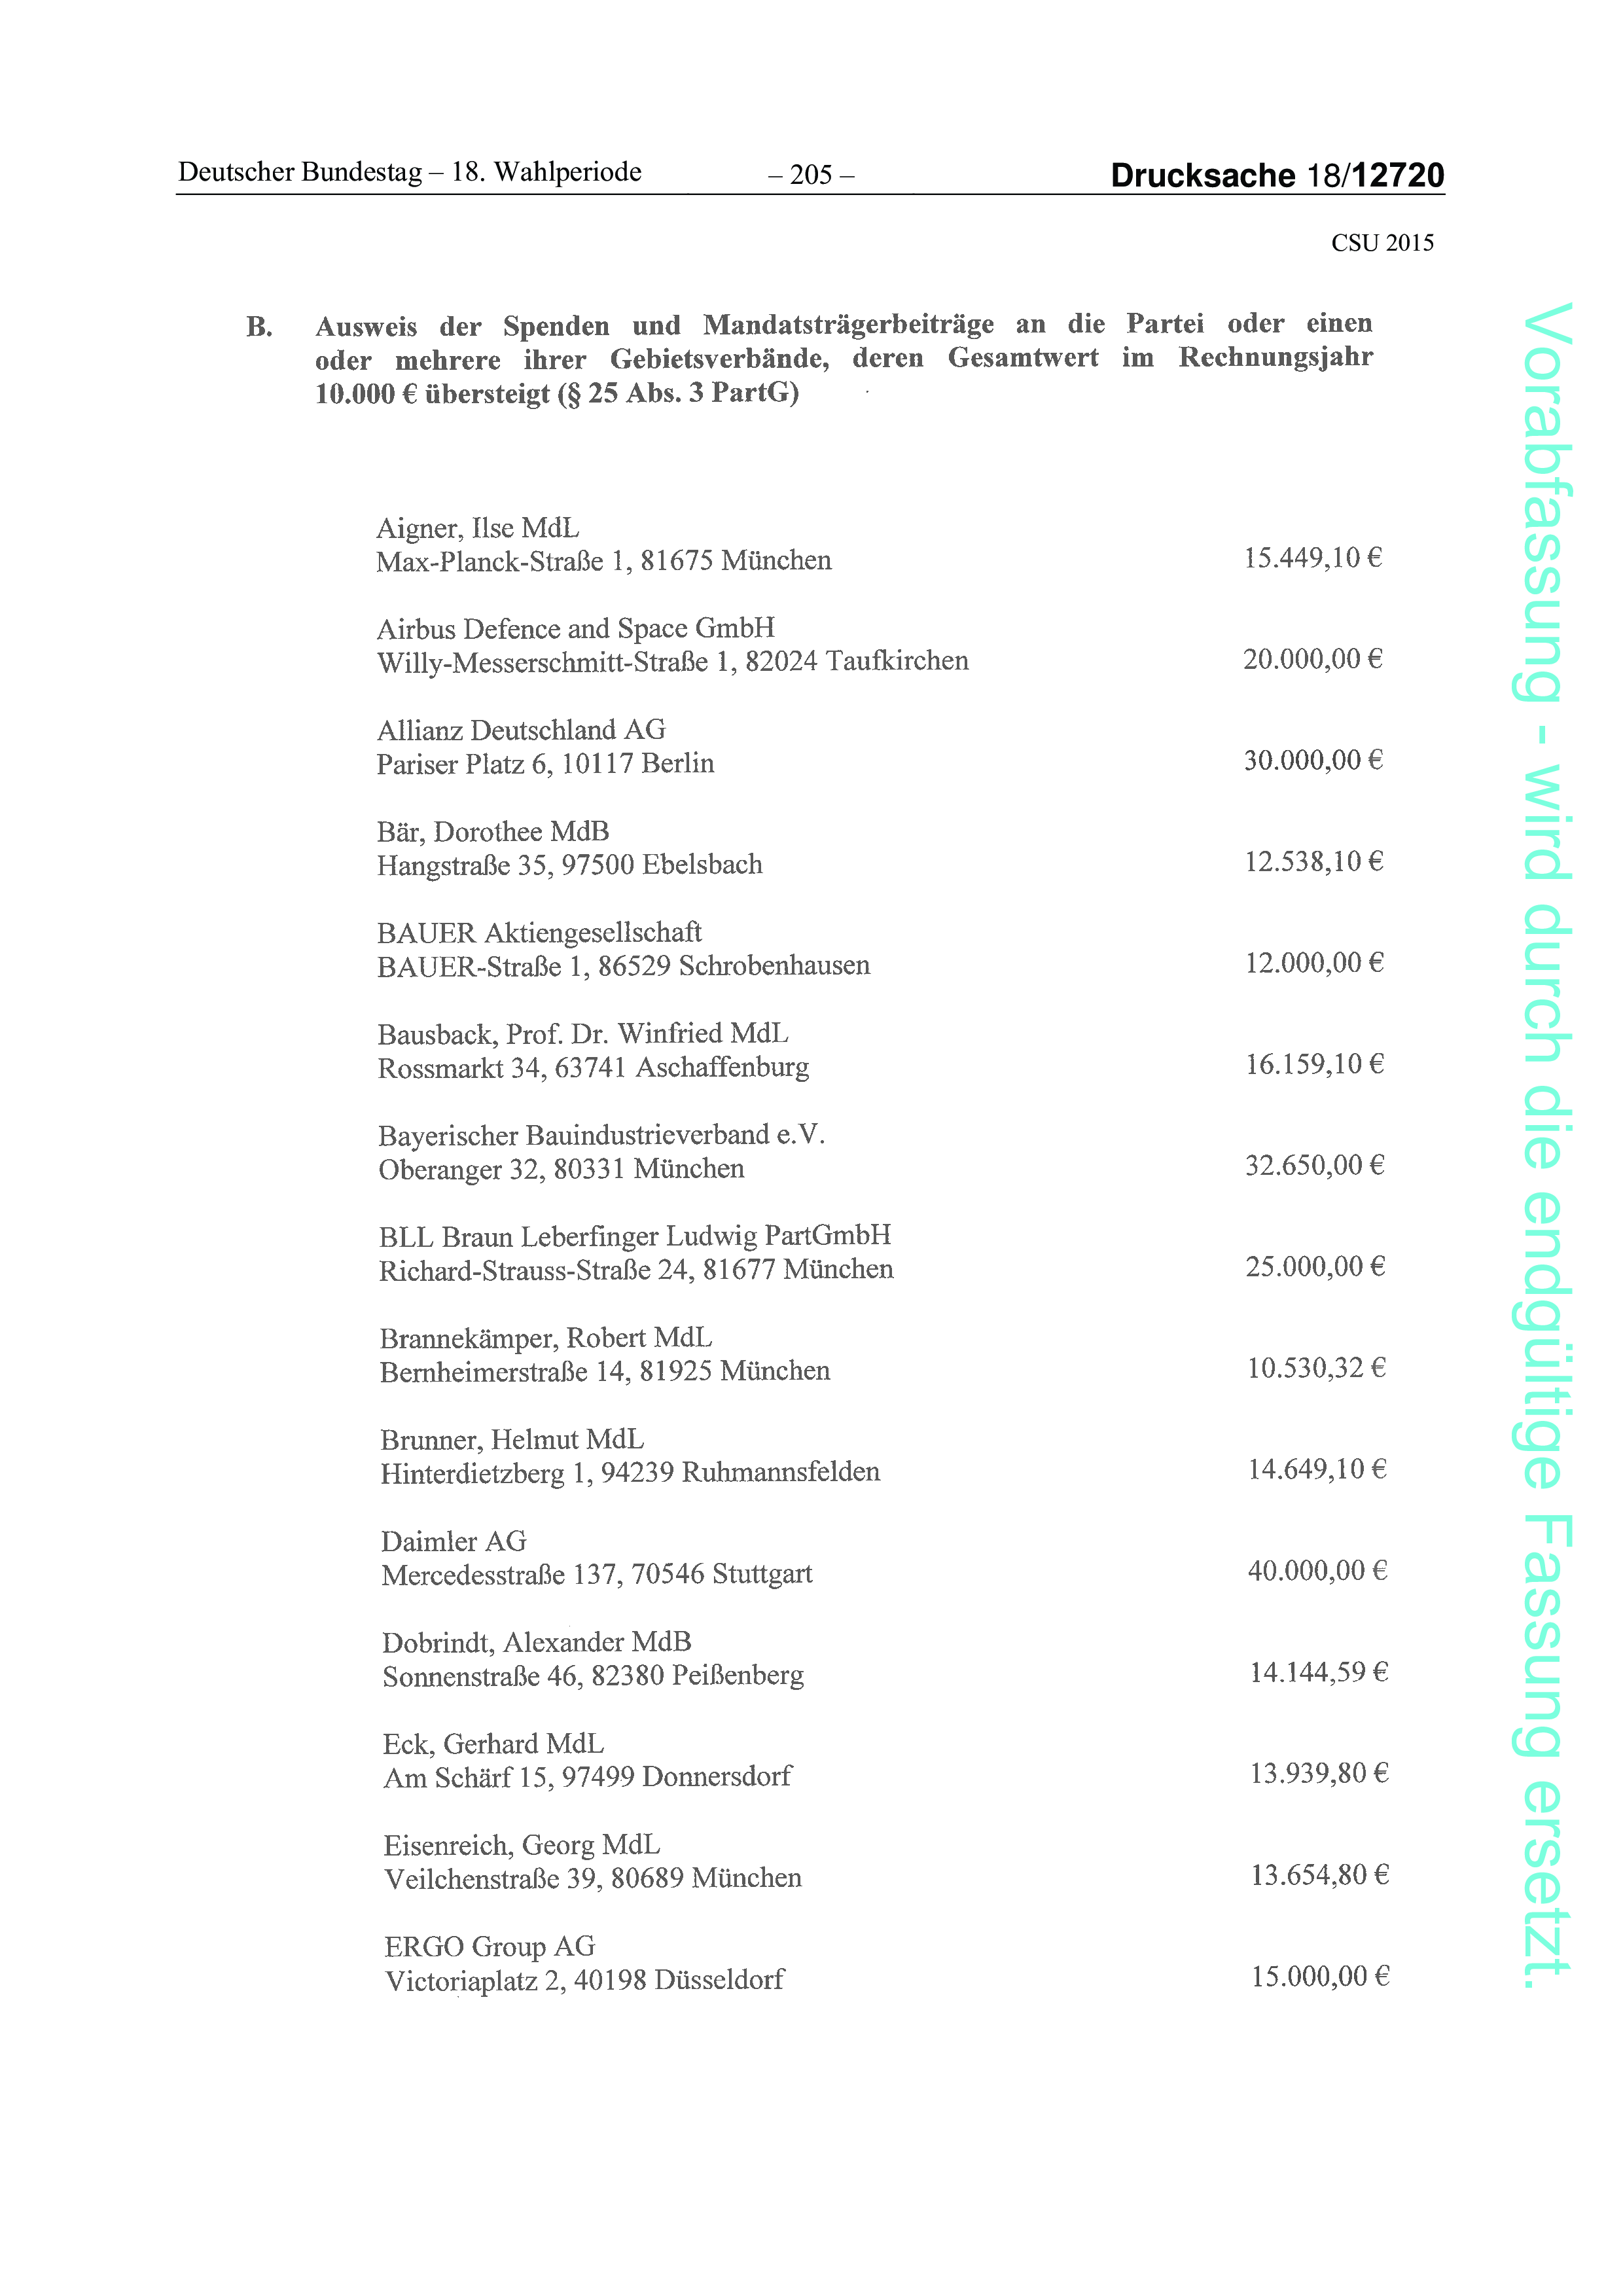 Deutscher Bundestag – 18. Wahlperiode – 205 – Drucksache 18/12720
CSU 2015
B. Ausweis der Spenden und Mandatsträgerbeiträge an die Partei oder einen
oder mehrere ihrer Gebietsverbände, deren Gesamtwert im Rechnungsjahr
10.000 € übersteigt (§ 25 Abs. 3 PartG)
Aigner, Ilse MdL
Max-Planck-Straße 1, 81675 München 15.449,10 €
Airbus Defence and Space GmbH
Willy-Messerschmitt-Straße 1, 82024 Taufkirchen 20.000,00 €
Allianz Deutschland AG
Pariser Platz 6, 10117 Berlin 30.000,00 €
Bär, Dorothee MdB
Hangstraße 35, 97500 Ebelsbach 12.538,10 €
BAUER Aktiengesellschaft
BAUER-Straße 1, 86529 Schrobenhausen 12.000,00 €
Bausback, Prof. Dr. Winfried MdL
Rossmarkt 34, 63741 Aschaffenburg 16.159,10 €
Bayerischer Bauindustrieverband e.V.
Oberanger 32, 80331 München 32.650,00 €
BLL Braun Leberfinger Ludwig PartGmbH
Richard-Strauss-Straße 24, 81677 München 25.000,00 €
Brannekämper, Robert MdL
Bernheimerstraße 14, 81925 München 10.530,32 €
Brunner, Helmut MdL
Hinterdietzberg 1, 94239 Ruhmannsfelden 14.649,10 €
Daimler AG
Mercedesstraße 137, 70546 Stuttgart 40.000,00 €
Dobrindt, Alexander MdB
Sonnenstraße 46, 82380 Peißenberg 14.144,59 €
Eck, Gerhard MdL
Am Schärf 15, 97499 Donnersdorf 13.939,80 €
Eisenreich, Georg MdL
Veilchenstraße 39, 80689 München 13.654,80 €
ERGO Group AG
Victoriaplatz 2, 40198 Düsseldorf 15.000,00 €
Vorabfassung - wird durch die endgültige Fassung ersetzt.